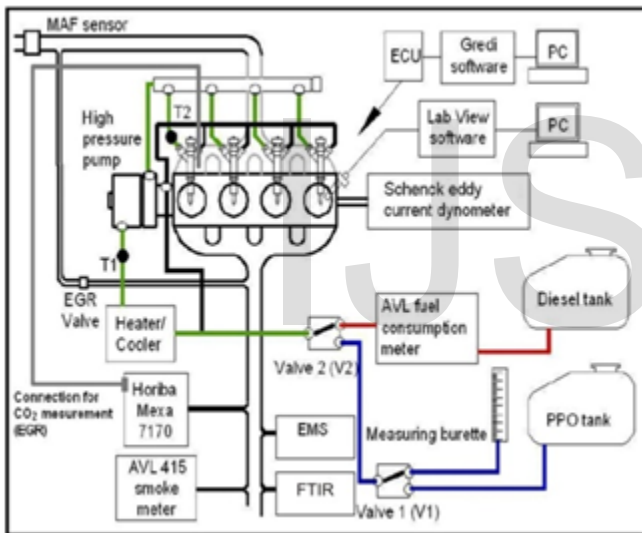 MAF sensor
ECU
Gredi
software
PC
T2
High
pressure
pump
Lab View
software
PC
Schenck eddy
current dynometer
T1
EGR
Valve
Heater/
Cooler
AVL fuel
consumption
meter
Diesel tank
Valve 2 (V2)
Connection for
CO2 mesurement
(EGR)
Horiba
Mexa
7170
EMS
Measuring burette
PPO tank
AVL 415
smoke
meter
FTIR
Valve 1 (V1)
IJS